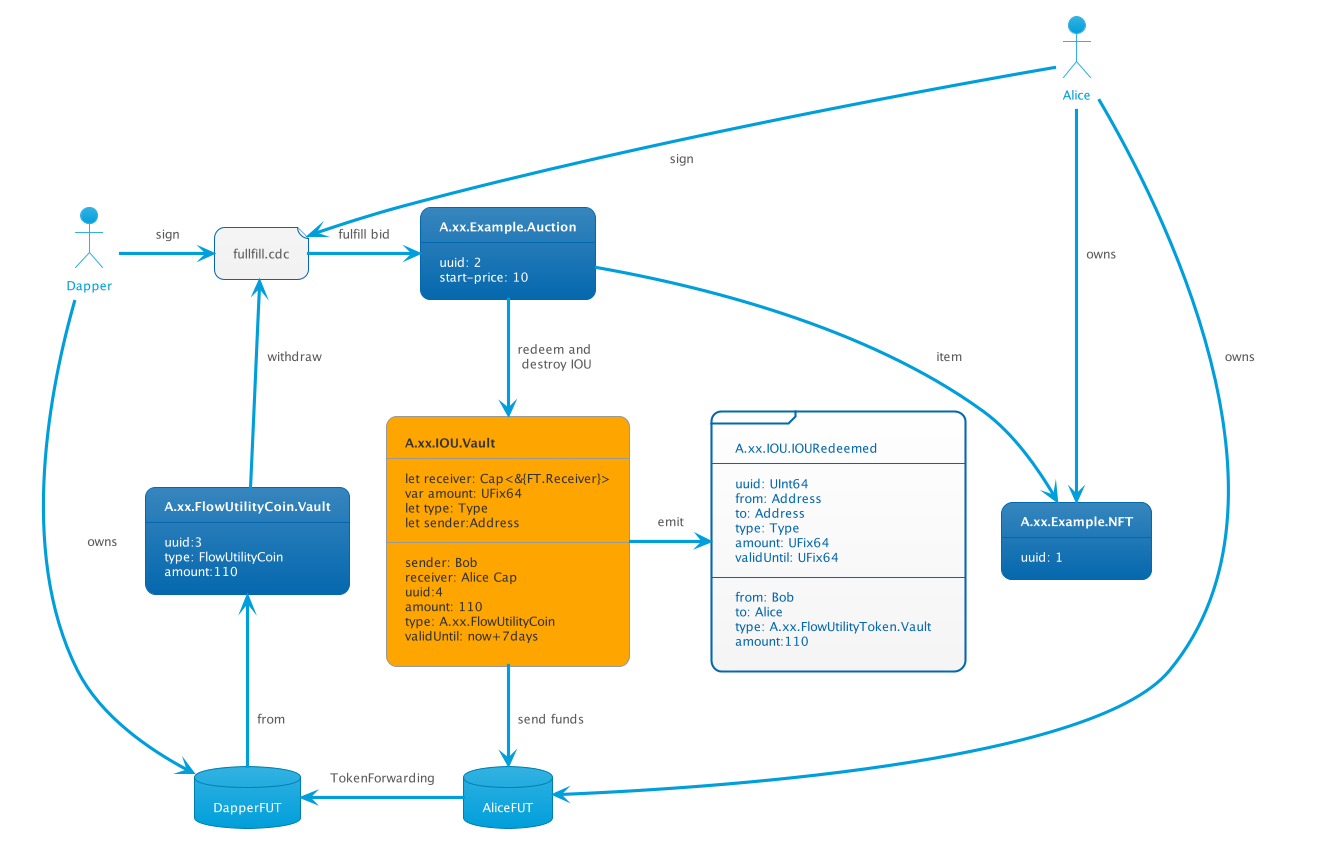 Alice
sign
Dapper
sign
fullfill.cdc
fulfill bid
A.xx.Example.Auction
uuid: 2
start-price: 10
owns
withdraw
redeem and
destroy IOU
item
owns
A.xx.IOU.Vault
let receiver: Cap<&{FT.Receiver}>
var amount: UFix64
let type: Type
let sender:Address
sender: Bob
receiver: Alice Cap
uuid:4
amount: 110
type: A.xx.FlowUtilityCoin
validUntil: now+7days
A.xx.IOU.IOURedeemed
uuid: UInt64
from: Address
to: Address
type: Type
amount: UFix64
validUntil: UFix64
from: Bob
to: Alice
type: A.xx.FlowUtilityToken.Vault
amount:110
A.xx.FlowUtilityCoin.Vault
uuid:3
type: FlowUtilityCoin
amount:110
emit
A.xx.Example.NFT
uuid: 1
owns
from
send funds
DapperFUT
TokenForwarding
AliceFUT